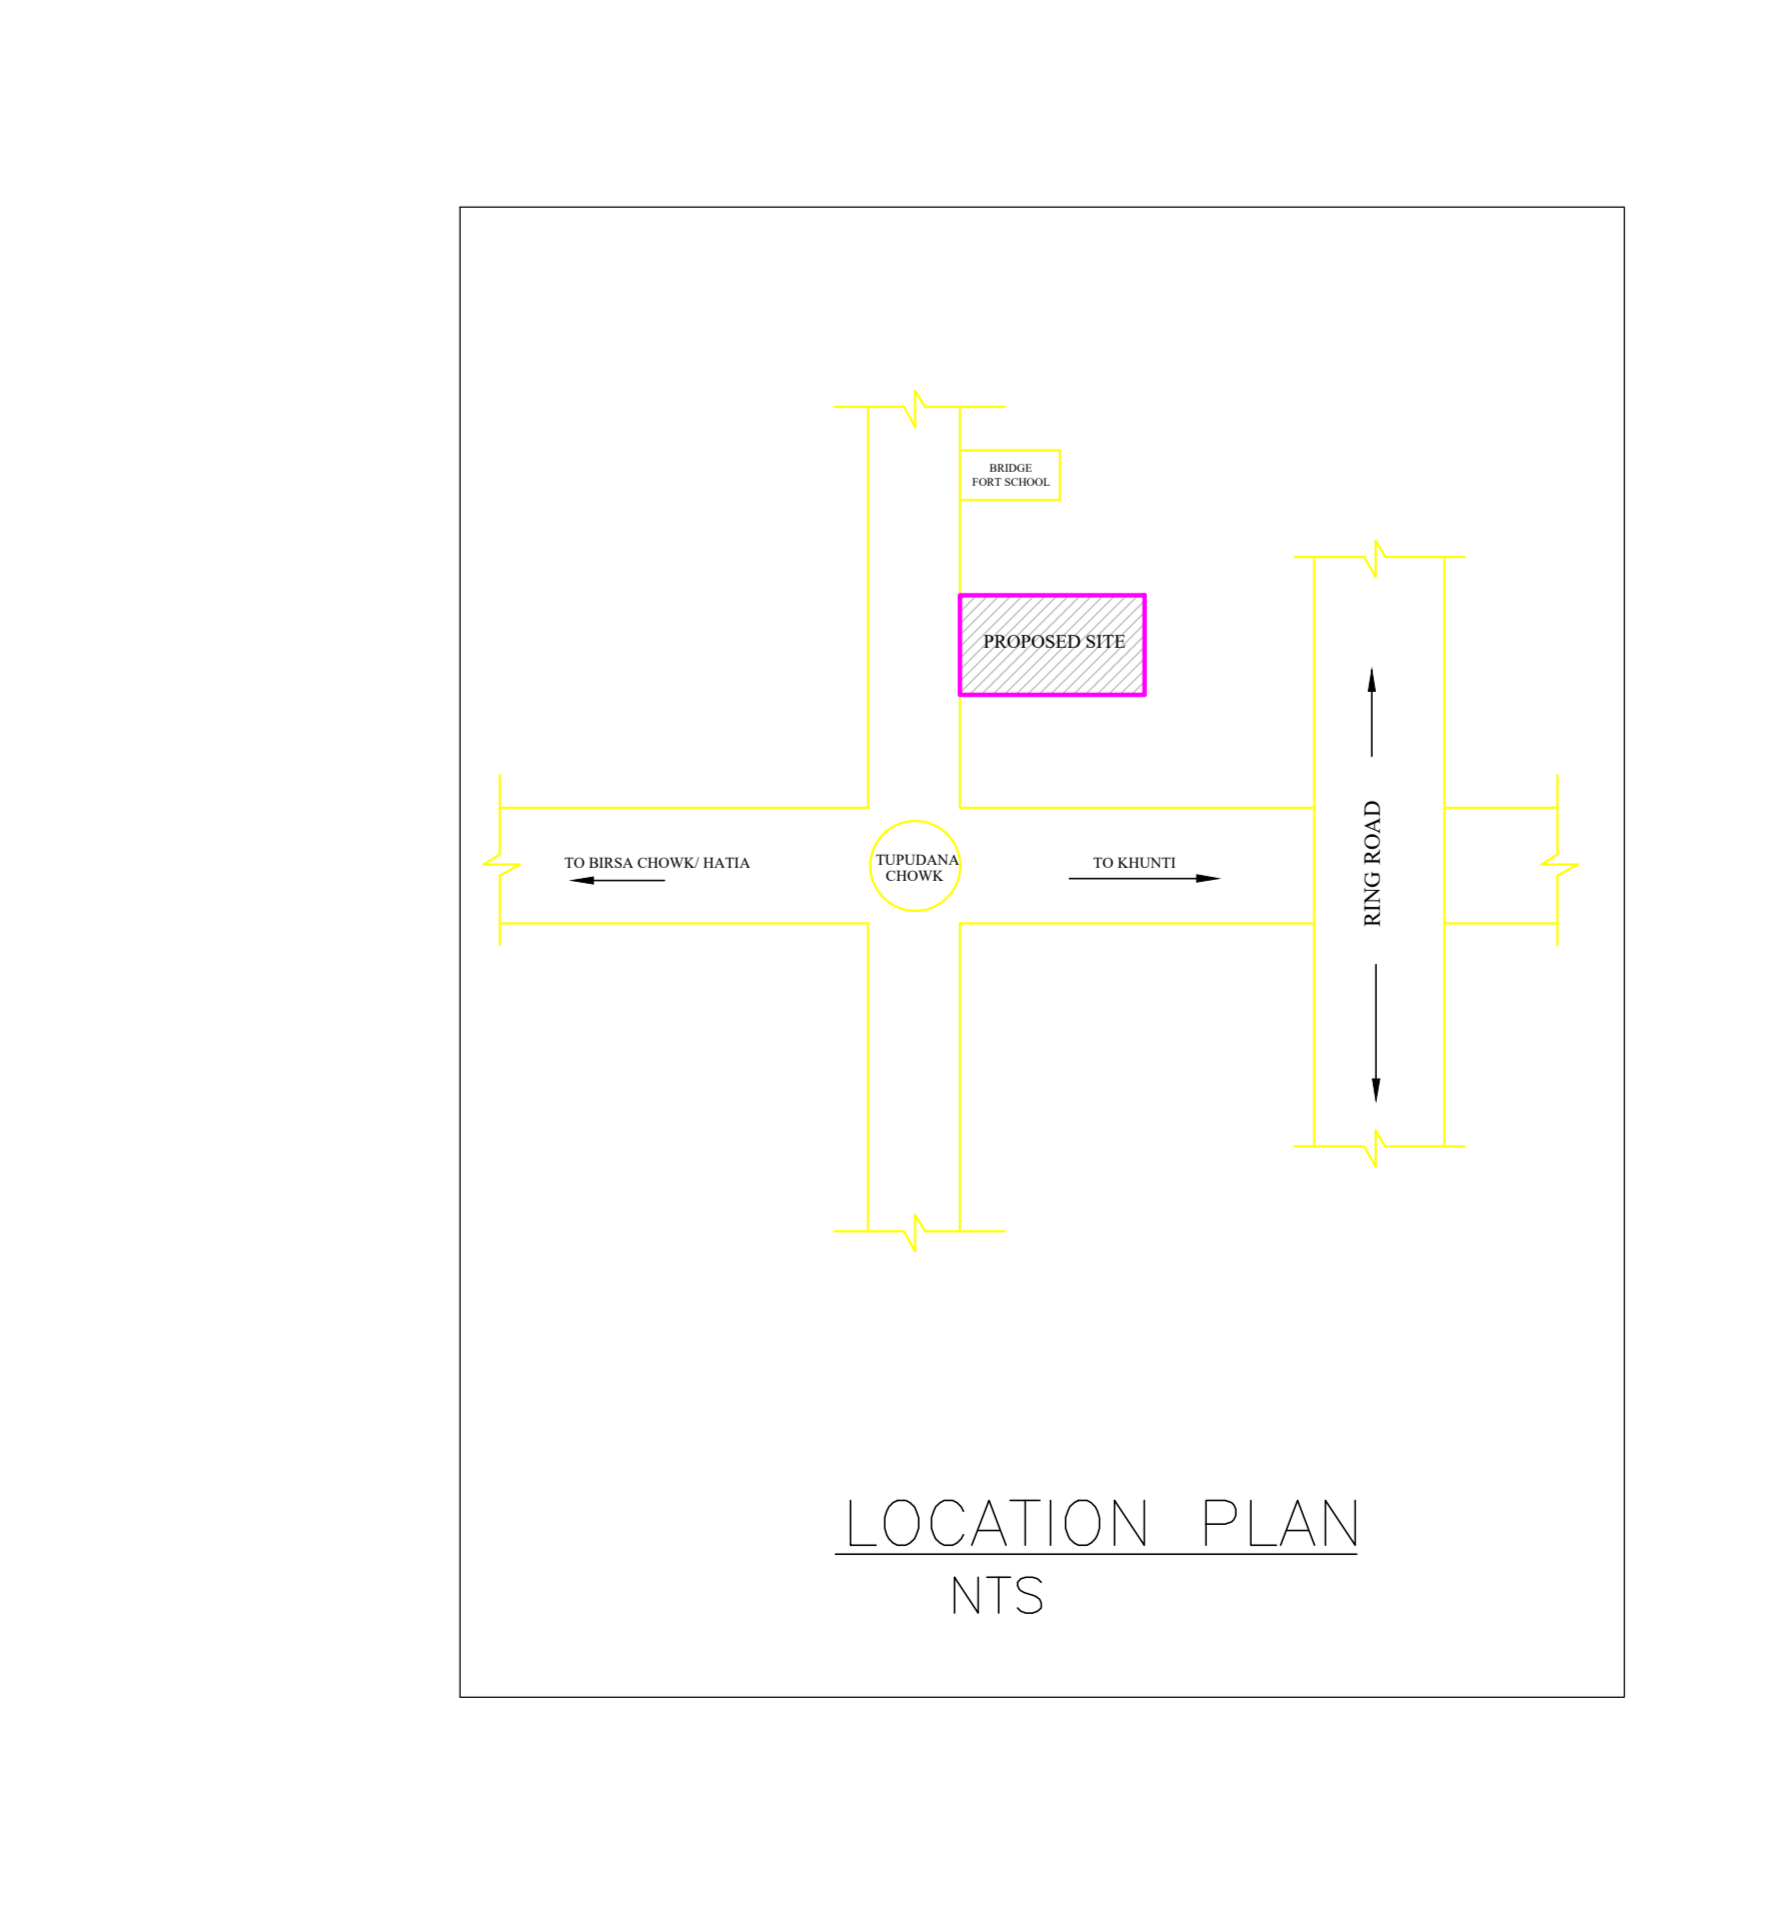 BRIDGE
FORT SCHOOL
PROPOSED SITE
TO BIRSA CHOWK/ HATIA
TUPUDANA
CHOWK
TO KHUNTI
RING ROAD
LOCATION PLAN
NTS